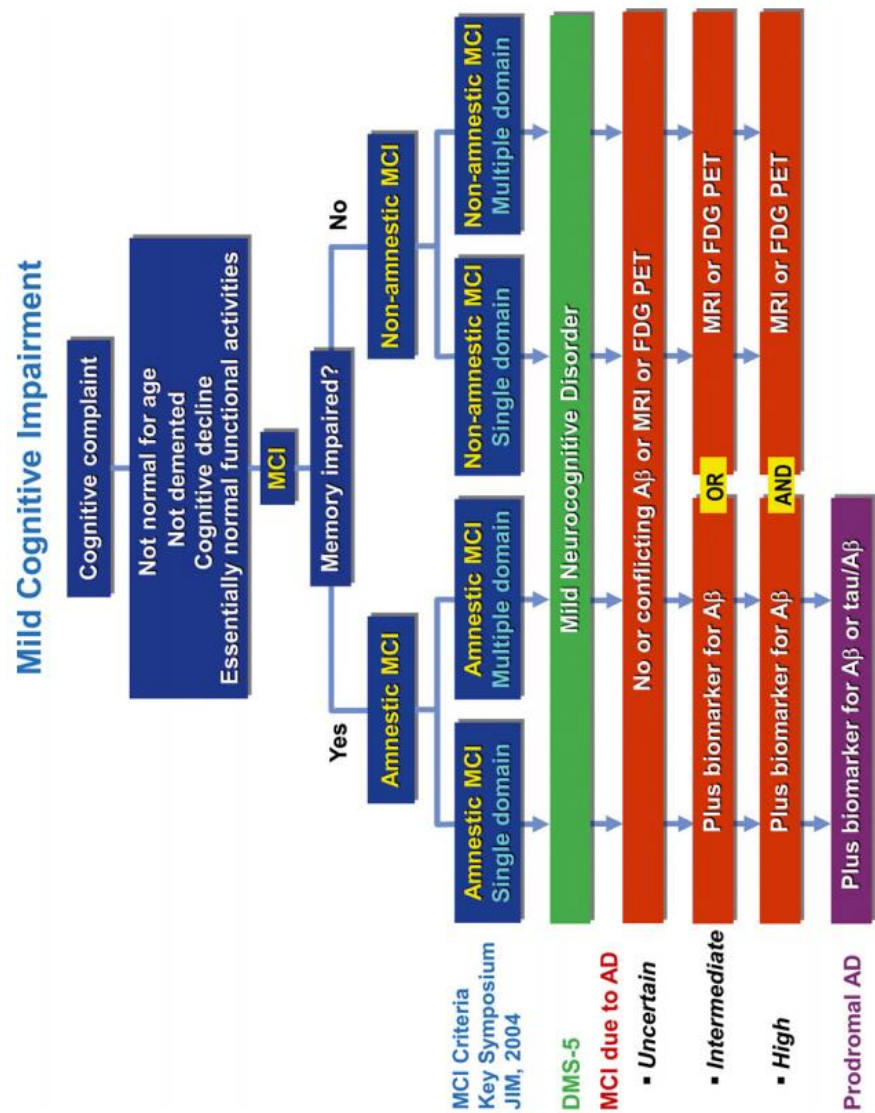 Mild Cognitive Impairment
Cognitive complaint
Not normal for age
Not demented
Cognitive decline
Essentially normal functional activities
MCI
Memory impaired?
Yes
No
Amnestic MCI
Non-amnestic MCI
MCI Criteria
Key Symposium
JIM, 2004
Amnestic MCI
Single domain
Amnestic MCI
Multiple domain
Non-amnestic MCI
Single domain
Non-amnestic MCI
Multiple domain
DMS-5
Mild Neurocognitive Disorder
MCI due to AD
▪ Uncertain
No or conflicting Aβ or MRI or FDG PET
▪ Intermediate
Plus biomarker for Aβ
OR
MRI or FDG PET
▪ High
Plus biomarker for Aβ
AND
MRI or FDG PET
Prodromal AD
Plus biomarker for Aβ or tau/Aβ